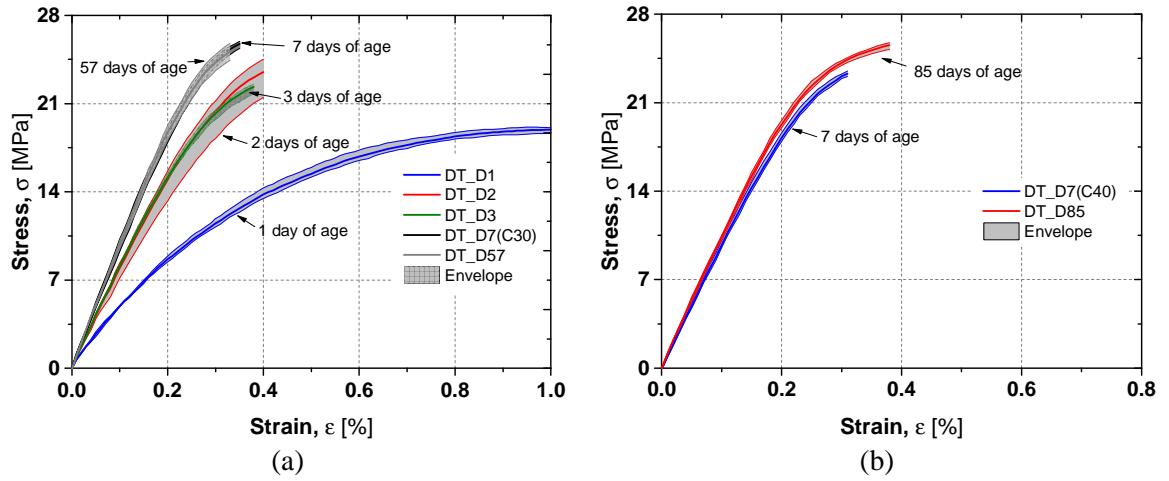 28
21
14
7
0
Stress, σ [MPa]
7 days of age
57 days of age
3 days of age
2 days of age
1 day of age
DT_D1
DT_D2
DT_D3
DT_D7(C30)
DT_D57
Envelope
0.0 0.2 0.4 0.6 0.8 1.0
Strain, ε [%]
(a)
28
21
14
7
0
Stress, σ [MPa]
85 days of age
7 days of age
DT_D7(C40)
DT_D85
Envelope
0.0 0.2 0.4 0.6 0.8
Strain, ε [%]
(b)